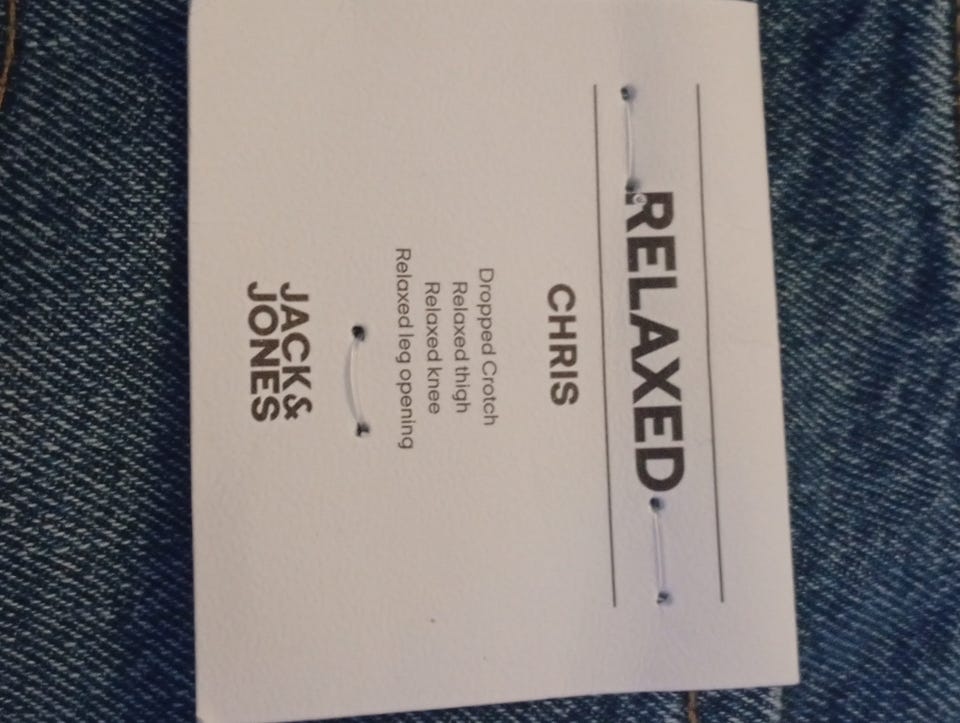 RELAXED
CHRIS
Dropped Crotch
Relaxed thigh
Relaxed knee
Relaxed leg opening
JACK&
JONES